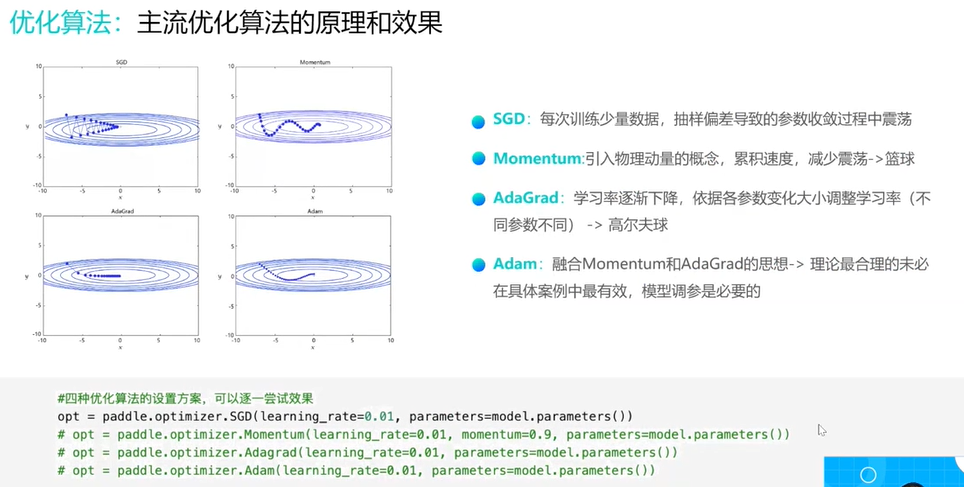 优化算法：主流优化算法的原理和效果
SGD
10
5
y 0
-5
-10
-10 -5 0 5 10
x
Momentum
10
5
y 0
-5
-10
-10 -5 0 5 10
x
AdaGrad
10
5
y 0
-5
-10
-10 -5 0 5 10
x
Adam
10
5
y 0
-5
-10
-10 -5 0 5 10
x
SGD：每次训练少量数据，抽样偏差导致的参数收敛过程中震荡
Momentum:引入物理动量的概念，累积速度，减少震荡->篮球
AdaGrad：学习率逐渐下降，依据各参数变化大小调整学习率（不
同参数不同） -> 高尔夫球
Adam：融合Momentum和AdaGrad的思想-> 理论最合理的未必
在具体案例中最有效，模型调参是必要的
#四种优化算法的设置方案，可以逐一尝试效果
opt = paddle.optimizer.SGD(learning_rate=0.01, parameters=model.parameters())
# opt = paddle.optimizer.Momentum(learning_rate=0.01, momentum=0.9, parameters=model.parameters())
# opt = paddle.optimizer.Adagrad(learning_rate=0.01, parameters=model.parameters())
# opt = paddle.optimizer.Adam(learning_rate=0.01, parameters=model.parameters())